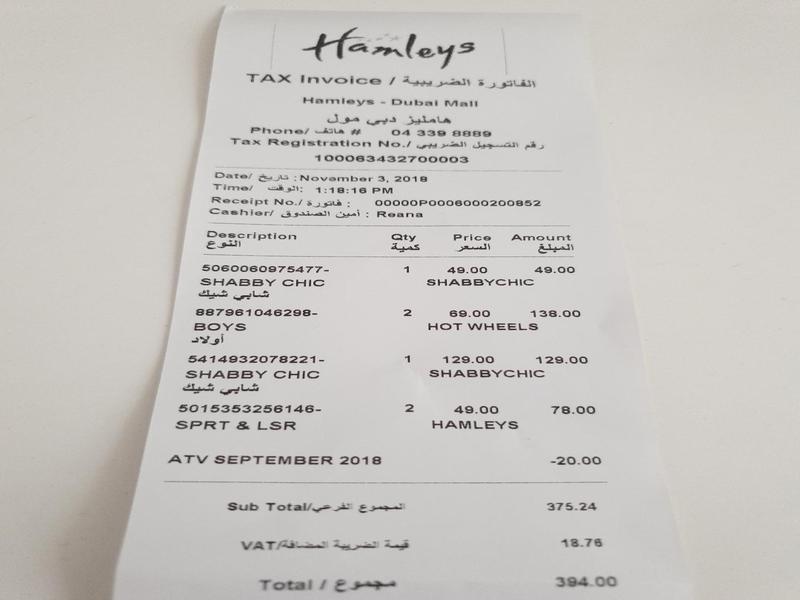 Hamleys
TAX Invoice / الفاتورة الضريبية
Hamleys - Dubai Mall
هامليز دبي مول
Phone/ هاتف # 04 339 8889
Tax Registration No./ رقم التسجيل الضريبي
100063432700003
Date/ تاريخ : November 3, 2018
Time/ الوقت: 1:18:16 PM
Receipt No./ فاتورة : 00000P0006000200852
Cashier/ أمين الصندوق : Reana
Description Qty Price Amount
النوع كمية السعر المبلغ
5060060975477- 1 49.00 49.00
SHABBY CHIC SHABBYCHIC
شابي شيك
887961046298- 2 69.00 138.00
BOYS HOT WHEELS
أولاد
5414932078221- 1 129.00 129.00
SHABBY CHIC SHABBYCHIC
شابي شيك
5015353256146- 2 49.00 78.00
SPRT & LSR HAMLEYS
ATV SEPTEMBER 2018 -20.00
Sub Total/المجموع الفرعي 375.24
VAT/قيمة الضريبة المضافة 18.76
Total / مجموع 394.00